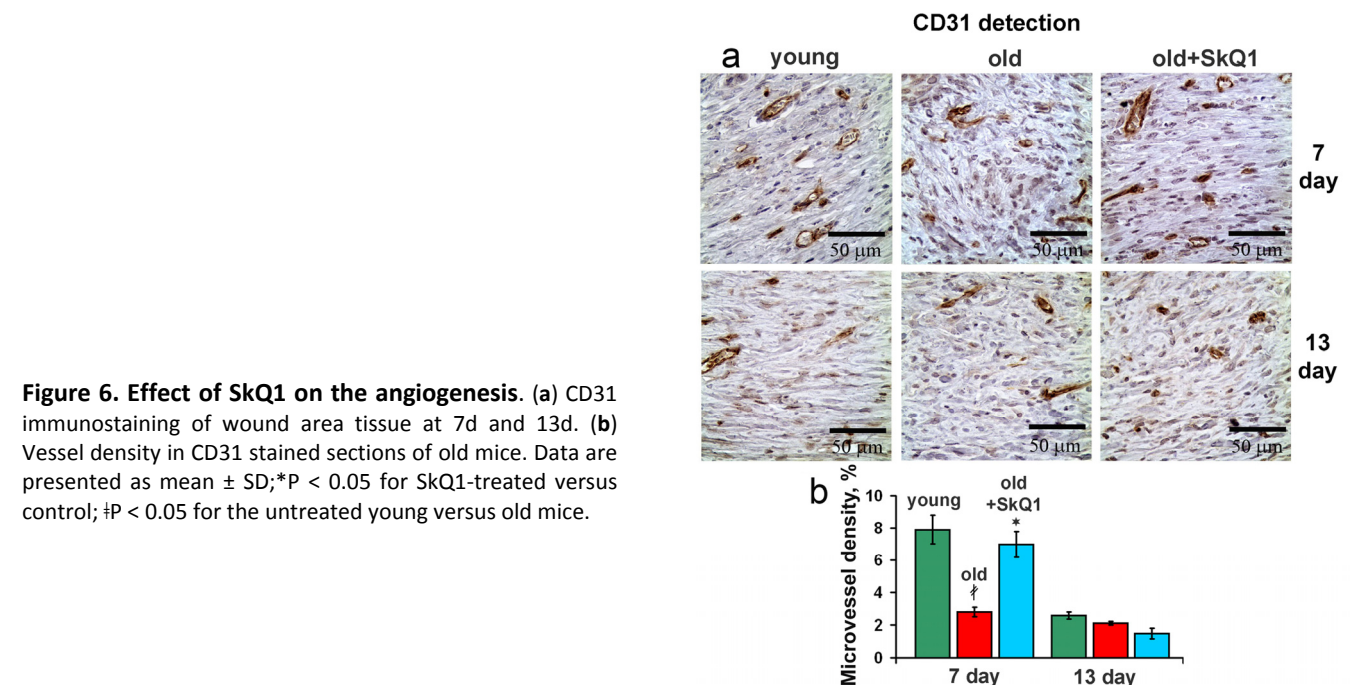 CD31 detection
a young old old+SkQ1
50 µm 50 µm 50 µm
7
day
50 µm 50 µm 50 µm
13
day
Figure 6. Effect of SkQ1 on the angiogenesis. (a) CD31
immunostaining of wound area tissue at 7d and 13d. (b)
Vessel density in CD31 stained sections of old mice. Data are
presented as mean ± SD;*P < 0.05 for SkQ1-treated versus
control; ǂP < 0.05 for the untreated young versus old mice.
b
Microvessel density, %
10
8
6
4
2
0
young
old
ǂ
old
+SkQ1
*
7 day 13 day